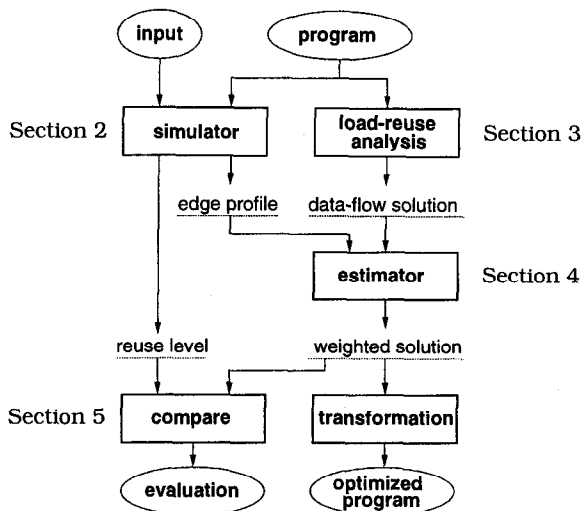 input
program
Section 2
simulator
load-reuse
analysis
Section 3
edge profile
data-flow solution
estimator
Section 4
reuse level
weighted solution
Section 5
compare
transformation
evaluation
optimized
program